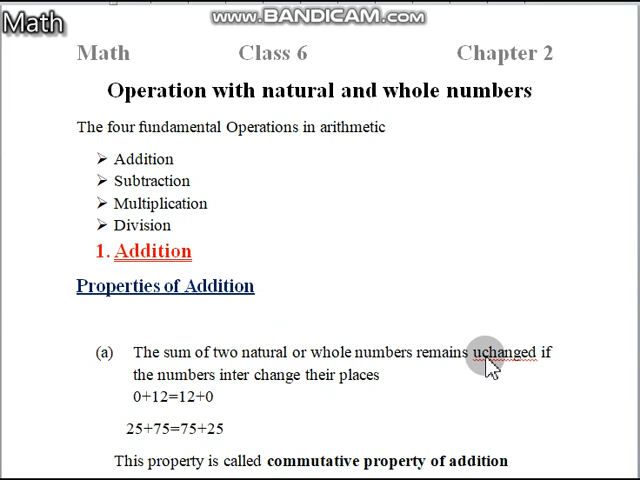 www.BANDICAM.com
Math
Math Class 6 Chapter 2
Operation with natural and whole numbers
The four fundamental Operations in arithmetic
➢ Addition
➢ Subtraction
➢ Multiplication
➢ Division
1. Addition
Properties of Addition
(a) The sum of two natural or whole numbers remains uchanged if
the numbers inter change their places
0+12=12+0
25+75=75+25
This property is called commutative property of addition